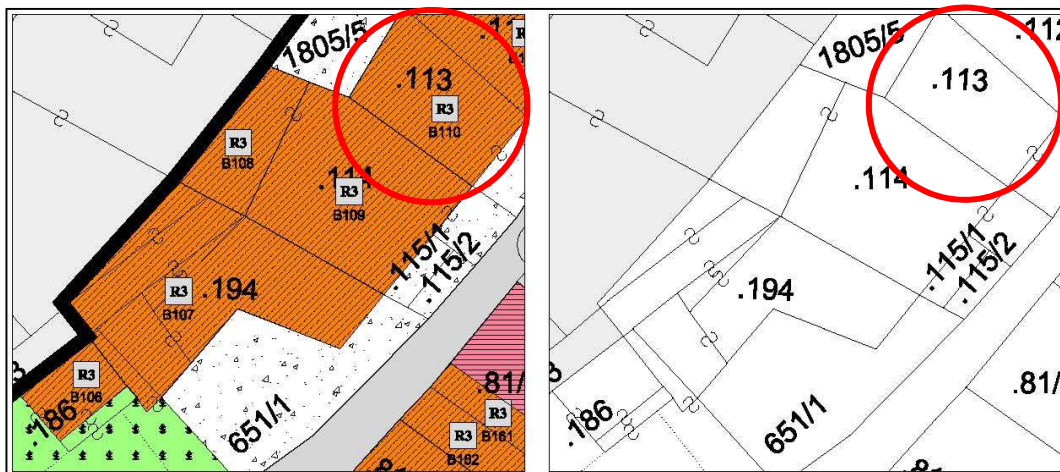 1805/5
.113
R3
B110
R3
B108
.114
R3
B109
.115/1
.115/2
R3
B107
.194
R3
B106
.186
651/1
.81/
R3
B161
R3
B162
1805/5
.112
.113
.114
.115/1
.115/2
.194
.186
651/1
.81/